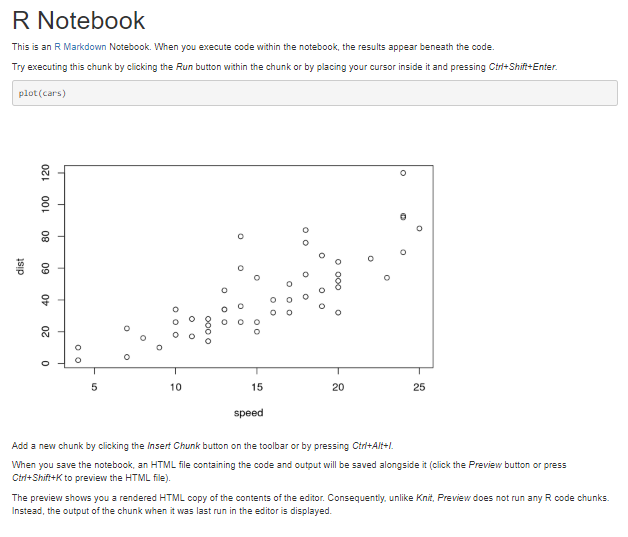 R Notebook
This is an R Markdown Notebook. When you execute code within the notebook, the results appear beneath the code.
Try executing this chunk by clicking the Run button within the chunk or by placing your cursor inside it and pressing Ctrl+Shift+Enter.
plot(cars)
120
100
80
60
40
20
0
dist
5 10 15 20 25
speed
Add a new chunk by clicking the Insert Chunk button on the toolbar or by pressing Ctrl+Alt+I.
When you save the notebook, an HTML file containing the code and output will be saved alongside it (click the Preview button or press
Ctrl+Shift+K to preview the HTML file).
The preview shows you a rendered HTML copy of the contents of the editor. Consequently, unlike Knit, Preview does not run any R code chunks.
Instead, the output of the chunk when it was last run in the editor is displayed.